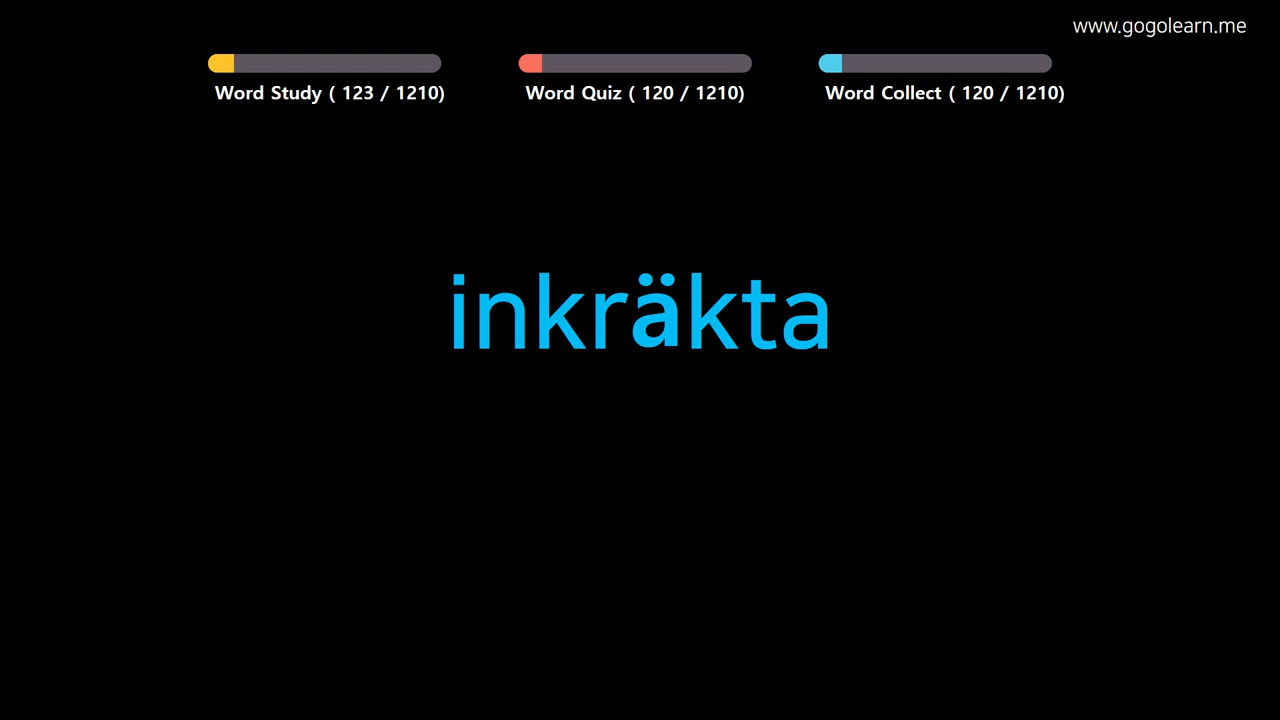 www.gogolearn.me
Word Study ( 123 / 1210)
Word Quiz ( 120 / 1210)
Word Collect ( 120 / 1210)
inkräkta